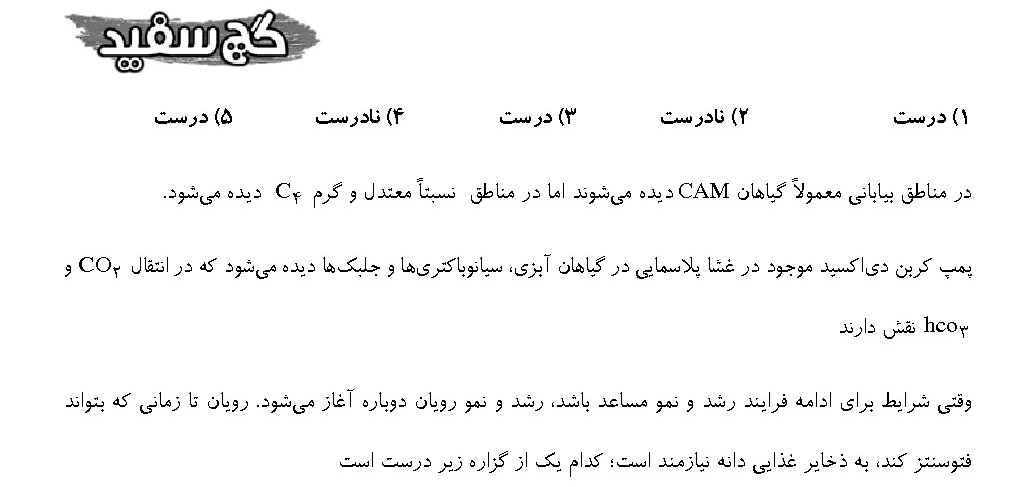 گچ سفید
۱) درست ۲) نادرست ۳) درست ۴) نادرست ۵) درست
در مناطق بیابانی معمولاً گیاهان CAM دیده می‌شوند اما در مناطق نسبتاً معتدل و گرم C۴ دیده می‌شود.
پمپ کربن دی‌اکسید موجود در غشا پلاسمایی در گیاهان آبزی، سیانوباکتری‌ها و جلبک‌ها دیده می‌شود که در انتقال CO۲ و
hco۳ نقش دارند
وقتی شرایط برای ادامه فرایند رشد و نمو مساعد باشد، رشد و نمو رویان دوباره آغاز می‌شود. رویان تا زمانی که بتواند
فتوسنتز کند، به ذخایر غذایی دانه نیازمند است؛ کدام یک از گزاره زیر درست است